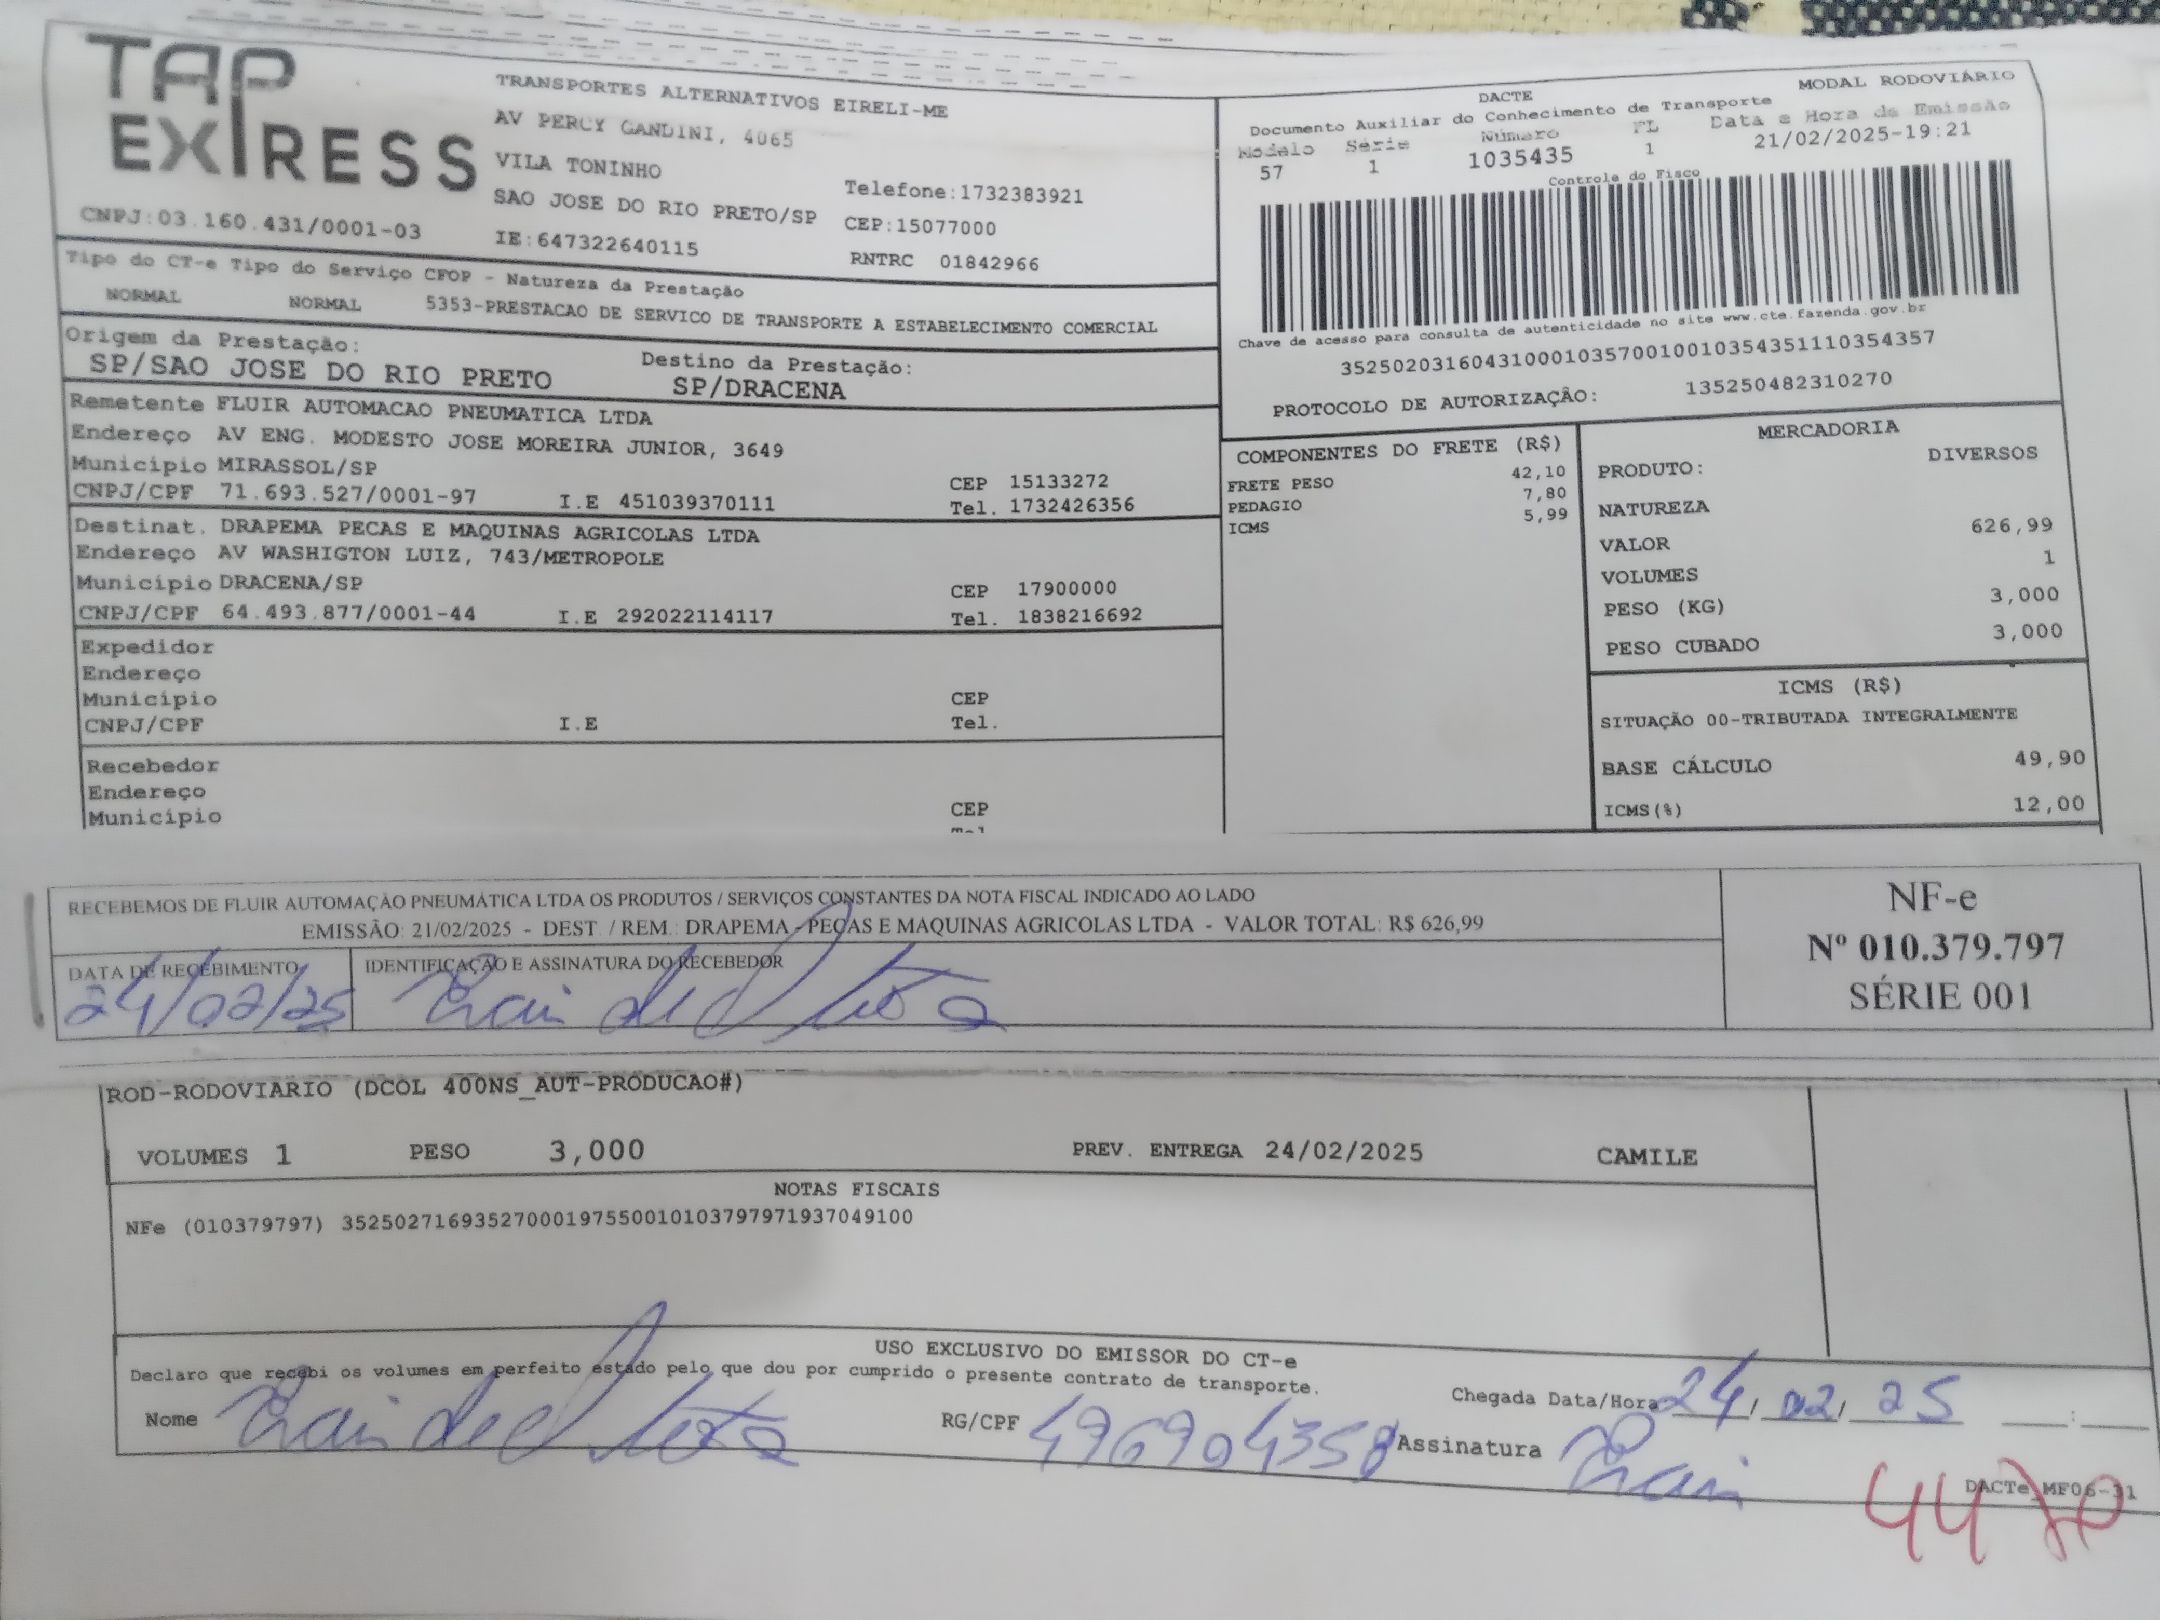 TAP EXPRESS
TRANSPORTES ALTERNATIVOS EIRELI-ME
AV PERCY GANDINI, 4065
VILA TONINHO
SAO JOSE DO RIO PRETO/SP
IE:647322640115
Telefone:1732383921
CEP:15077000
RNTRC 01842966
CNPJ:03.160.431/0001-03
DACTE
MODAL RODOVIÁRIO
Documento Auxiliar do Conhecimento de Transporte
Modelo Série Número FL Data e Hora de Emissão
57 1 1035435 1 21/02/2025-19:21
Controle do Fisco
Chave de acesso para consulta de autenticidade no site www.cte.fazenda.gov.br
35250203160431000103570010010354351110354357
PROTOCOLO DE AUTORIZAÇÃO: 135250482310270
Tipo do CT-e Tipo do Serviço CFOP - Natureza da Prestação
NORMAL NORMAL 5353-PRESTACAO DE SERVICO DE TRANSPORTE A ESTABELECIMENTO COMERCIAL
Origem da Prestação: Destino da Prestação:
SP/SAO JOSE DO RIO PRETO SP/DRACENA
Remetente FLUIR AUTOMACAO PNEUMATICA LTDA
Endereço AV ENG. MODESTO JOSE MOREIRA JUNIOR, 3649
Município MIRASSOL/SP CEP 15133272
CNPJ/CPF 71.693.527/0001-97 I.E 451039370111 Tel. 1732426356
Destinat. DRAPEMA PECAS E MAQUINAS AGRICOLAS LTDA
Endereço AV WASHIGTON LUIZ, 743/METROPOLE
Município DRACENA/SP CEP 17900000
CNPJ/CPF 64.493.877/0001-44 I.E 292022114117 Tel. 1838216692
Expedidor
Endereço
Município CEP
CNPJ/CPF I.E Tel.
Recebedor
Endereço
Município CEP
COMPONENTES DO FRETE (R$)
FRETE PESO 42,10
PEDAGIO 7,80
ICMS 5,99
MERCADORIA
PRODUTO: DIVERSOS
NATUREZA
VALOR 626,99
VOLUMES 1
PESO (KG) 3,000
PESO CUBADO 3,000
ICMS (R$)
SITUAÇÃO 00-TRIBUTADA INTEGRALMENTE
BASE CÁLCULO 49,90
ICMS(%) 12,00
RECEBEMOS DE FLUIR AUTOMAÇÃO PNEUMÁTICA LTDA OS PRODUTOS / SERVIÇOS CONSTANTES DA NOTA FISCAL INDICADO AO LADO
EMISSÃO: 21/02/2025 - DEST. / REM.: DRAPEMA - PEÇAS E MAQUINAS AGRICOLAS LTDA - VALOR TOTAL: R$ 626,99
DATA DE RECEBIMENTO IDENTIFICAÇÃO E ASSINATURA DO RECEBEDOR
24/02/25
NF-e
Nº 010.379.797
SÉRIE 001
ROD-RODOVIARIO (DCOL 400NS_AUT-PRODUCAO#)
VOLUMES 1 PESO 3,000 PREV. ENTREGA 24/02/2025 CAMILE
NOTAS FISCAIS
NFe (010379797) 35250271693527000197550010103797971937049100
USO EXCLUSIVO DO EMISSOR DO CT-e
Declaro que recebi os volumes em perfeito estado pelo que dou por cumprido o presente contrato de transporte.
Chegada Data/Hora 24/02/25 :
Nome RG/CPF 496904358 Assinatura
DACTe_MF06-31